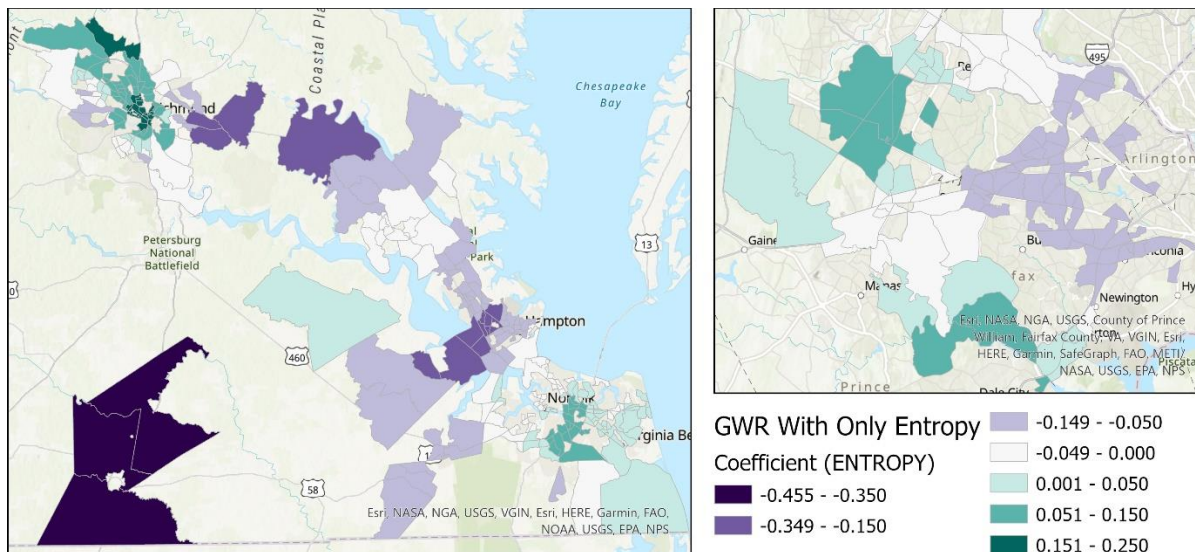 Coastal Pla
Chesapeake
Bay
Petersburg
National
Battlefield
13
Park
460
58
Esri, NASA, NGA, USGS, VGIN, Esri, HERE, Garmin, FAO,
NOAA, USGS, EPA, NPS
495
Arlington
Gaine
Manas
Newington
Esri, NASA, NGA, USGS, County of Prince
William, Fairfax County, VA, VGIN, Esri,
HERE, Garmin, SafeGraph, FAO, METI/
NASA, USGS, EPA, NPS
Prince
Dale City
Piscata
GWR With Only Entropy
Coefficient (ENTROPY)
-0.455 - -0.350
-0.349 - -0.150
-0.149 - -0.050
-0.049 - 0.000
0.001 - 0.050
0.051 - 0.150
0.151 - 0.250